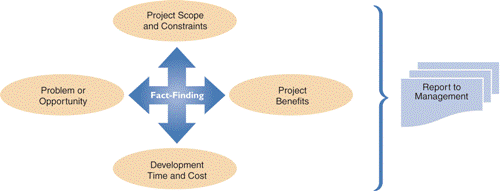 Project Scope
and Constraints
Problem or
Opportunity
Fact-Finding
Project
Benefits
Development
Time and Cost
Report to
Management